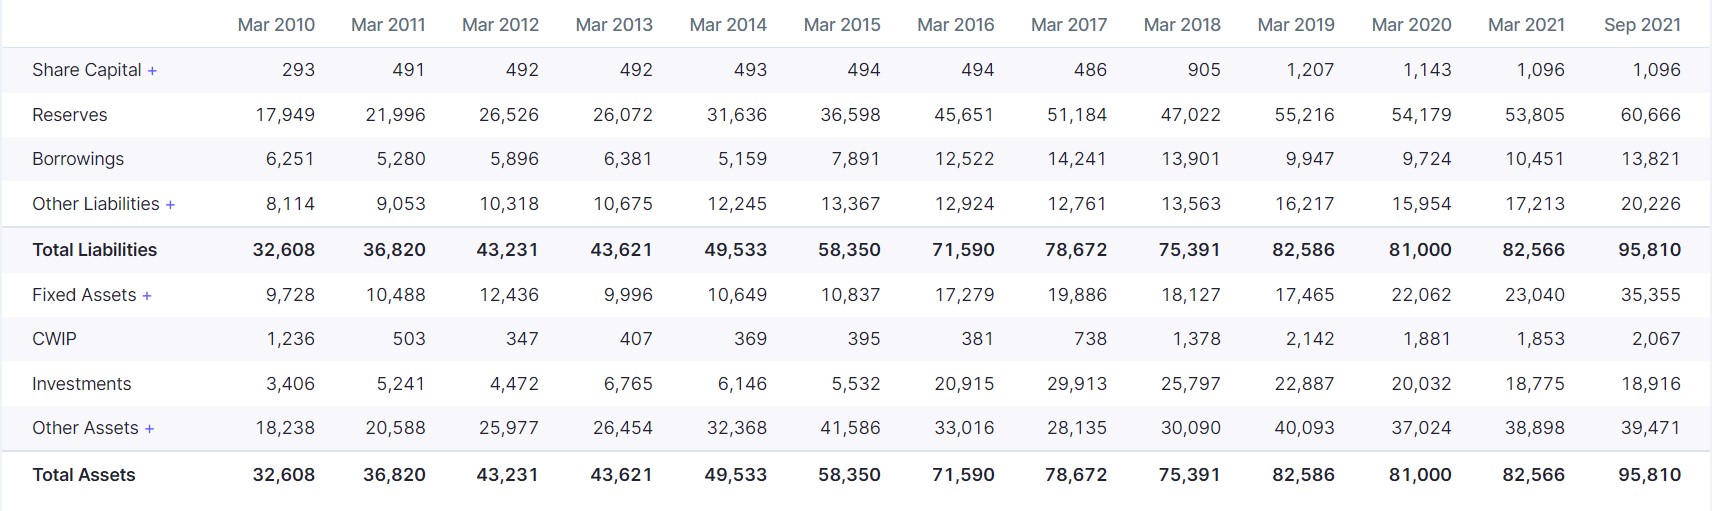 Mar 2010 Mar 2011 Mar 2012 Mar 2013 Mar 2014 Mar 2015 Mar 2016 Mar 2017 Mar 2018 Mar 2019 Mar 2020 Mar 2021 Sep 2021
Share Capital + 293 491 492 492 493 494 494 486 905 1,207 1,143 1,096 1,096
Reserves 17,949 21,996 26,526 26,072 31,636 36,598 45,651 51,184 47,022 55,216 54,179 53,805 60,666
Borrowings 6,251 5,280 5,896 6,381 5,159 7,891 12,522 14,241 13,901 9,947 9,724 10,451 13,821
Other Liabilities + 8,114 9,053 10,318 10,675 12,245 13,367 12,924 12,761 13,563 16,217 15,954 17,213 20,226
Total Liabilities 32,608 36,820 43,231 43,621 49,533 58,350 71,590 78,672 75,391 82,586 81,000 82,566 95,810
Fixed Assets + 9,728 10,488 12,436 9,996 10,649 10,837 17,279 19,886 18,127 17,465 22,062 23,040 35,355
CWIP 1,236 503 347 407 369 395 381 738 1,378 2,142 1,881 1,853 2,067
Investments 3,406 5,241 4,472 6,765 6,146 5,532 20,915 29,913 25,797 22,887 20,032 18,775 18,916
Other Assets + 18,238 20,588 25,977 26,454 32,368 41,586 33,016 28,135 30,090 40,093 37,024 38,898 39,471
Total Assets 32,608 36,820 43,231 43,621 49,533 58,350 71,590 78,672 75,391 82,586 81,000 82,566 95,810